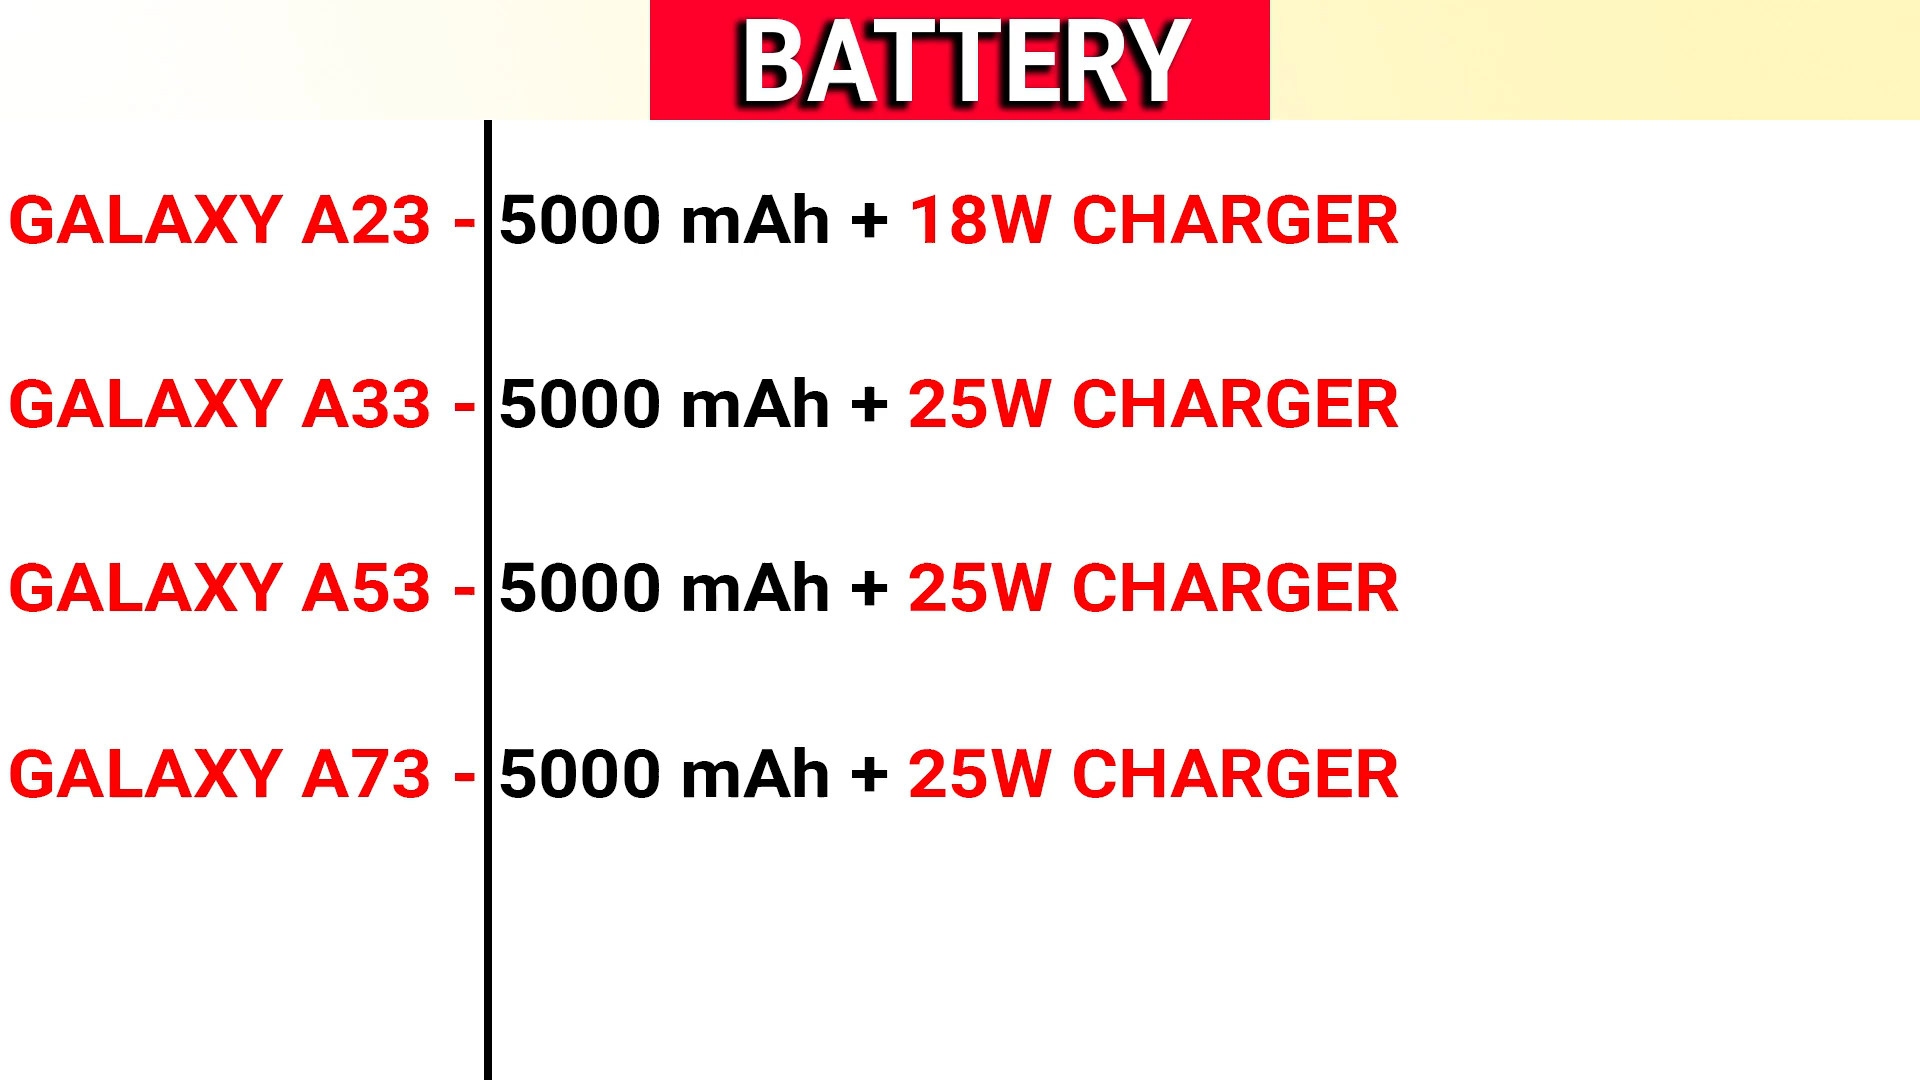 BATTERY
GALAXY A23 - 5000 mAh + 18W CHARGER
GALAXY A33 - 5000 mAh + 25W CHARGER
GALAXY A53 - 5000 mAh + 25W CHARGER
GALAXY A73 - 5000 mAh + 25W CHARGER